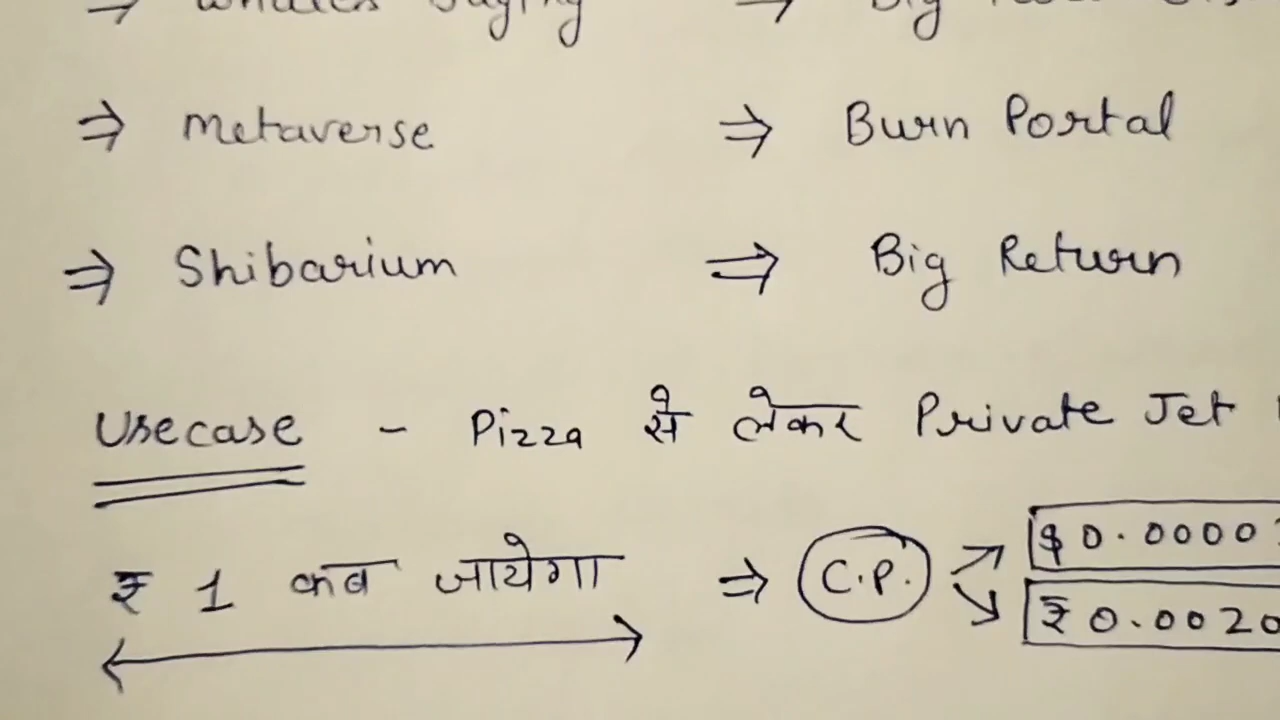 ⇒ Metaverse ⇒ Burn Portal
⇒ Shibarium ⇒ Big Return
Usecase - Pizza से लेकर Private Jet
₹ 1 कब जायेगा ⇒ C.P. $0.0000
₹0.0020